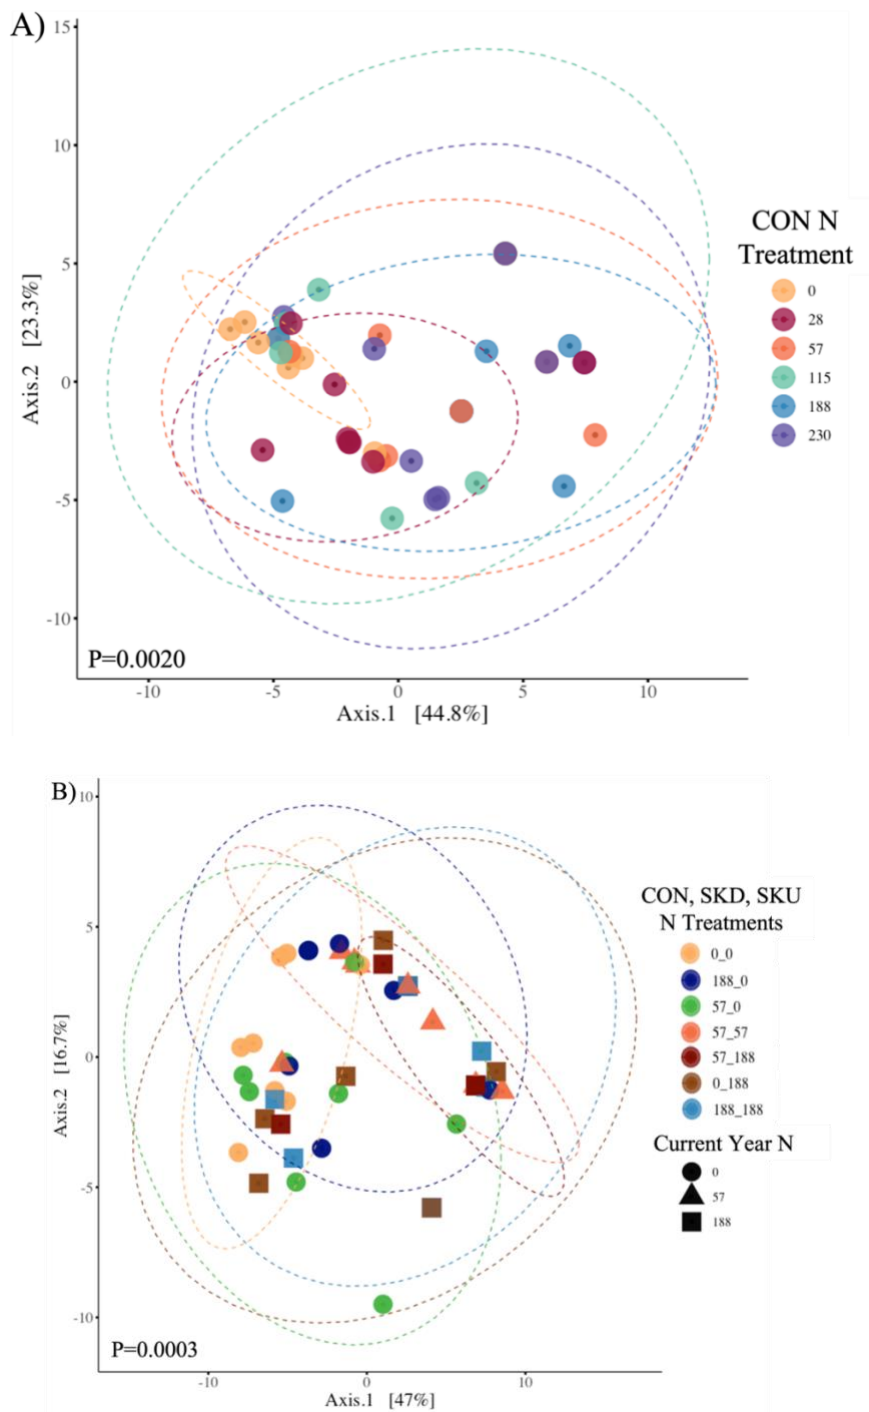 A)
15
10
5
0
-5
-10
Axis.2 [23.3%]
P=0.0020
-10 -5 0 5 10
Axis.1 [44.8%]
CON N
Treatment
0
28
57
115
188
230
B)
10
5
0
-5
-10
Axis.2 [16.7%]
P=0.0003
-10 0 10
Axis.1 [47%]
CON, SKD, SKU
N Treatments
0_0
188_0
57_0
57_57
57_188
0_188
188_188
Current Year N
0
57
188